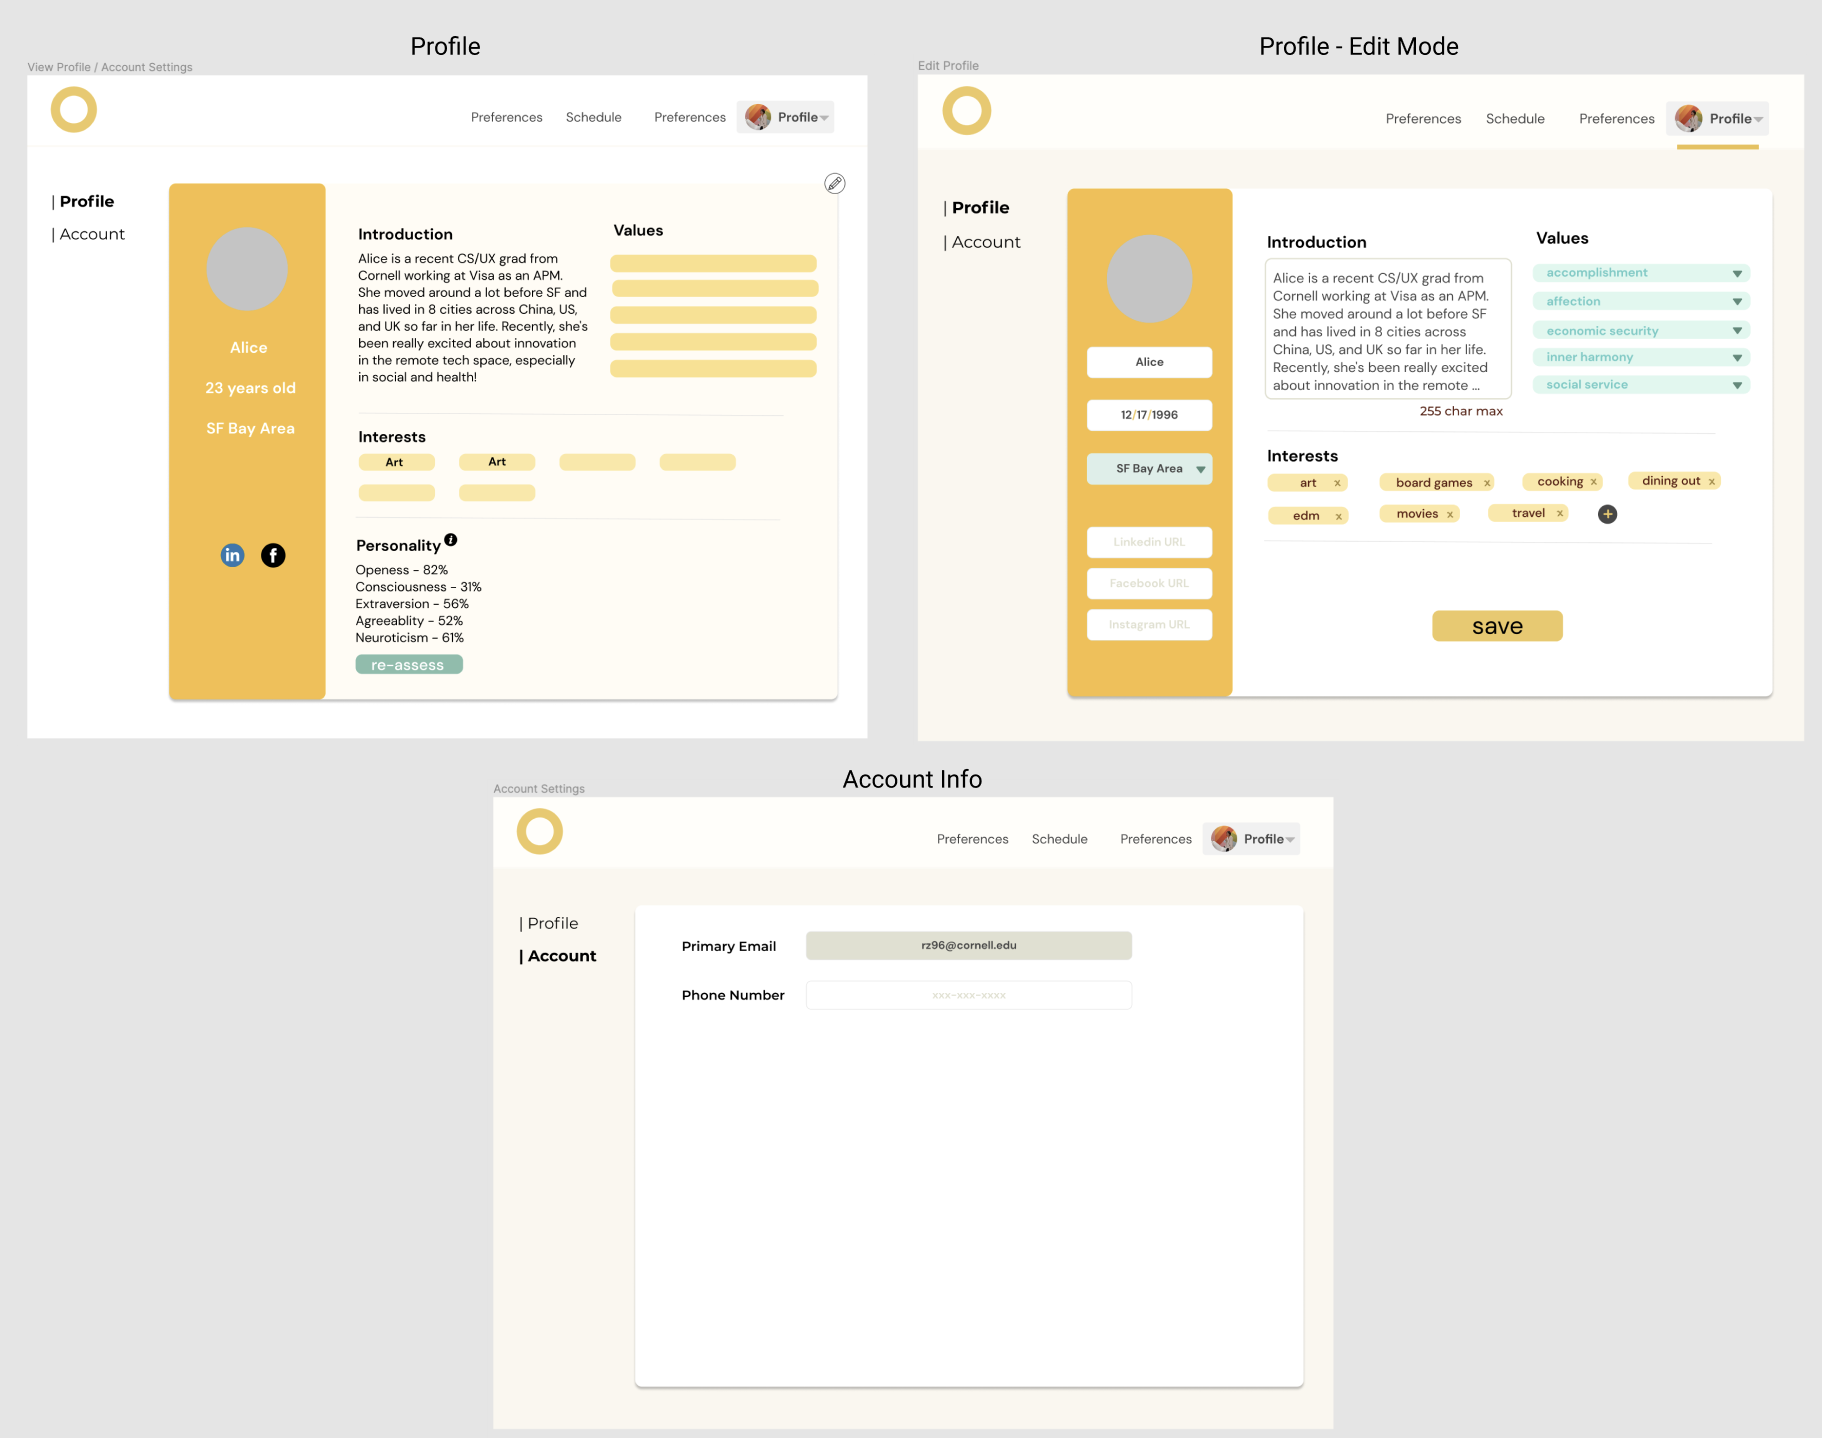 Profile
View Profile / Account Settings
Preferences Schedule Preferences Profile
| Profile
| Account
Alice
23 years old
SF Bay Area
in f
Introduction
Alice is a recent CS/UX grad from
Cornell working at Visa as an APM.
She moved around a lot before SF and
has lived in 8 cities across China, US,
and UK so far in her life. Recently, she's
been really excited about innovation
in the remote tech space, especially
in social and health!
Values
Interests
Art Art
Personality i
Openess - 82%
Consciousness - 31%
Extraversion - 56%
Agreeablity - 52%
Neuroticism - 61%
re-assess
Profile - Edit Mode
Edit Profile
Preferences Schedule Preferences Profile
| Profile
| Account
Alice
12/17/1996
SF Bay Area
Linkedin URL
Facebook URL
Instagram URL
Introduction
Alice is a recent CS/UX grad from
Cornell working at Visa as an APM.
She moved around a lot before SF
and has lived in 8 cities across
China, US, and UK so far in her life.
Recently, she's been really excited
about innovation in the remote ...
255 char max
Values
accomplishment
affection
economic security
inner harmony
social service
Interests
art x board games x cooking x dining out x
edm x movies x travel x +
save
Account Info
Account Settings
Preferences Schedule Preferences Profile
| Profile
| Account
Primary Email rz96@cornell.edu
Phone Number xxx-xxx-xxxx